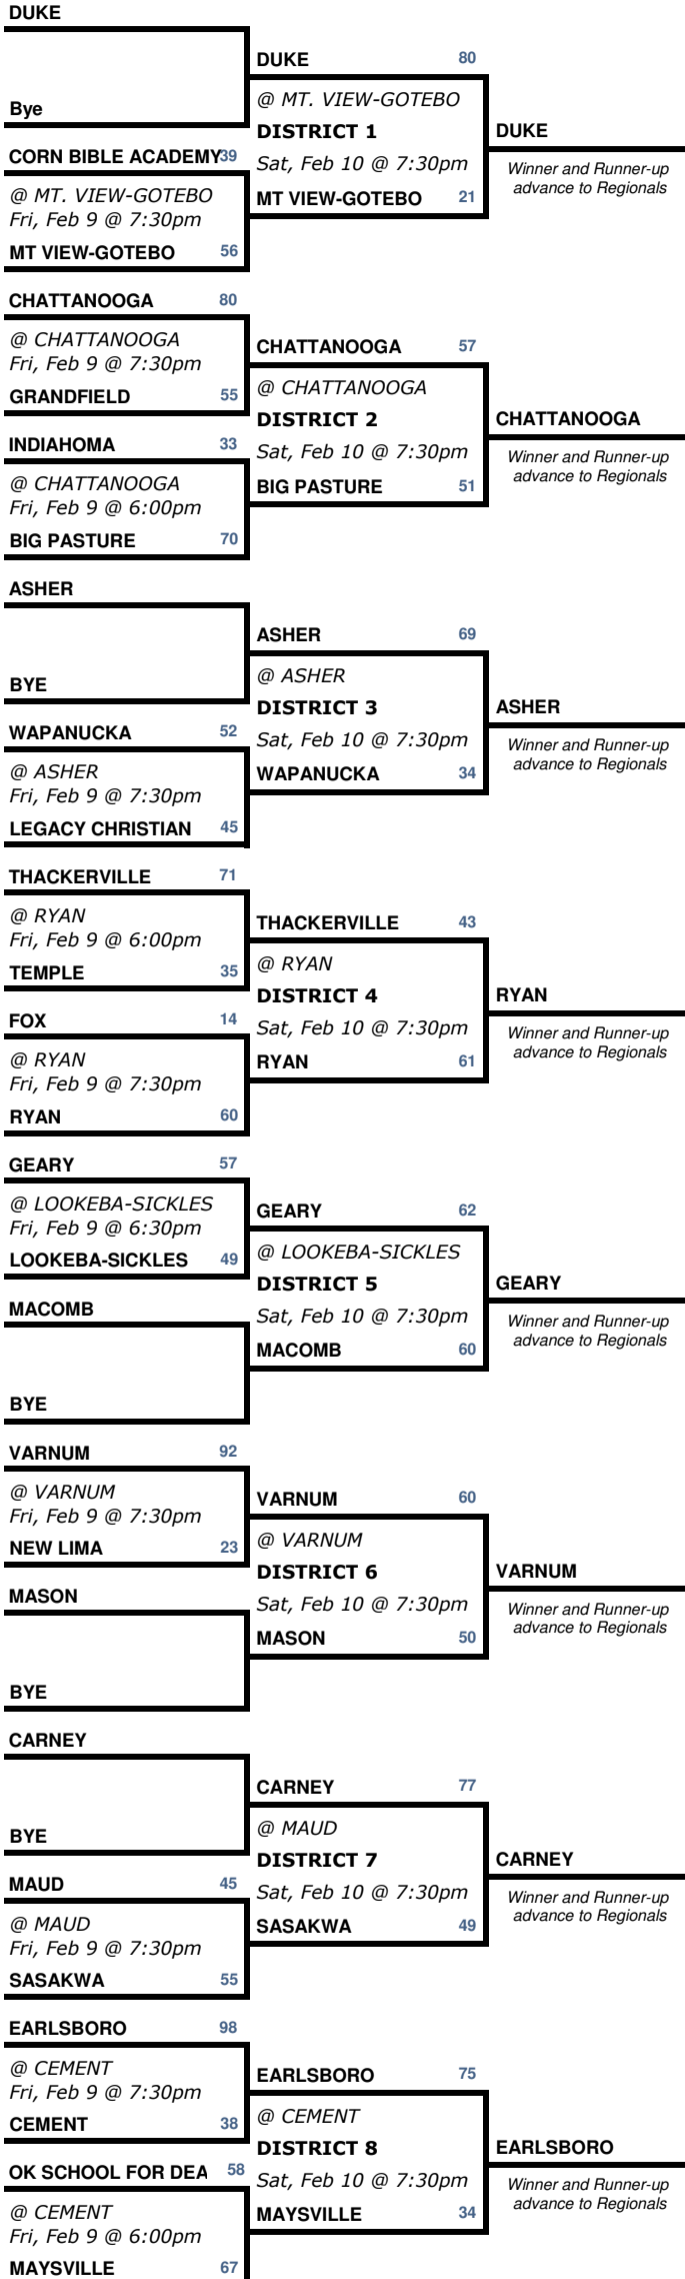 DUKE
DUKE 80
Bye
@ MT. VIEW-GOTEBO
DISTRICT 1
DUKE
CORN BIBLE ACADEMY 39
Sat, Feb 10 @ 7:30pm
Winner and Runner-up
advance to Regionals
@ MT. VIEW-GOTEBO
Fri, Feb 9 @ 7:30pm
MT VIEW-GOTEBO 21
MT VIEW-GOTEBO 56
CHATTANOOGA 80
@ CHATTANOOGA
Fri, Feb 9 @ 7:30pm
CHATTANOOGA 57
GRANDFIELD 55
@ CHATTANOOGA
DISTRICT 2
CHATTANOOGA
INDIAHOMA 33
Sat, Feb 10 @ 7:30pm
Winner and Runner-up
advance to Regionals
@ CHATTANOOGA
Fri, Feb 9 @ 6:00pm
BIG PASTURE 51
BIG PASTURE 70
ASHER
ASHER 69
BYE
@ ASHER
DISTRICT 3
ASHER
WAPANUCKA 52
Sat, Feb 10 @ 7:30pm
Winner and Runner-up
advance to Regionals
@ ASHER
Fri, Feb 9 @ 7:30pm
WAPANUCKA 34
LEGACY CHRISTIAN 45
THACKERVILLE 71
@ RYAN
Fri, Feb 9 @ 6:00pm
THACKERVILLE 43
TEMPLE 35
@ RYAN
DISTRICT 4
RYAN
FOX 14
Sat, Feb 10 @ 7:30pm
Winner and Runner-up
advance to Regionals
@ RYAN
Fri, Feb 9 @ 7:30pm
RYAN 61
RYAN 60
GEARY 57
@ LOOKEBA-SICKLES
Fri, Feb 9 @ 6:30pm
GEARY 62
LOOKEBA-SICKLES 49
@ LOOKEBA-SICKLES
DISTRICT 5
GEARY
MACOMB
Sat, Feb 10 @ 7:30pm
Winner and Runner-up
advance to Regionals
MACOMB 60
BYE
VARNUM 92
@ VARNUM
Fri, Feb 9 @ 7:30pm
VARNUM 60
NEW LIMA 23
@ VARNUM
DISTRICT 6
VARNUM
MASON
Sat, Feb 10 @ 7:30pm
Winner and Runner-up
advance to Regionals
MASON 50
BYE
CARNEY
CARNEY 77
BYE
@ MAUD
DISTRICT 7
CARNEY
MAUD 45
Sat, Feb 10 @ 7:30pm
Winner and Runner-up
advance to Regionals
@ MAUD
Fri, Feb 9 @ 7:30pm
SASAKWA 49
SASAKWA 55
EARLSBORO 98
@ CEMENT
Fri, Feb 9 @ 7:30pm
EARLSBORO 75
CEMENT 38
@ CEMENT
DISTRICT 8
EARLSBORO
OK SCHOOL FOR DEA 58
Sat, Feb 10 @ 7:30pm
Winner and Runner-up
advance to Regionals
@ CEMENT
Fri, Feb 9 @ 6:00pm
MAYSVILLE 34
MAYSVILLE 67